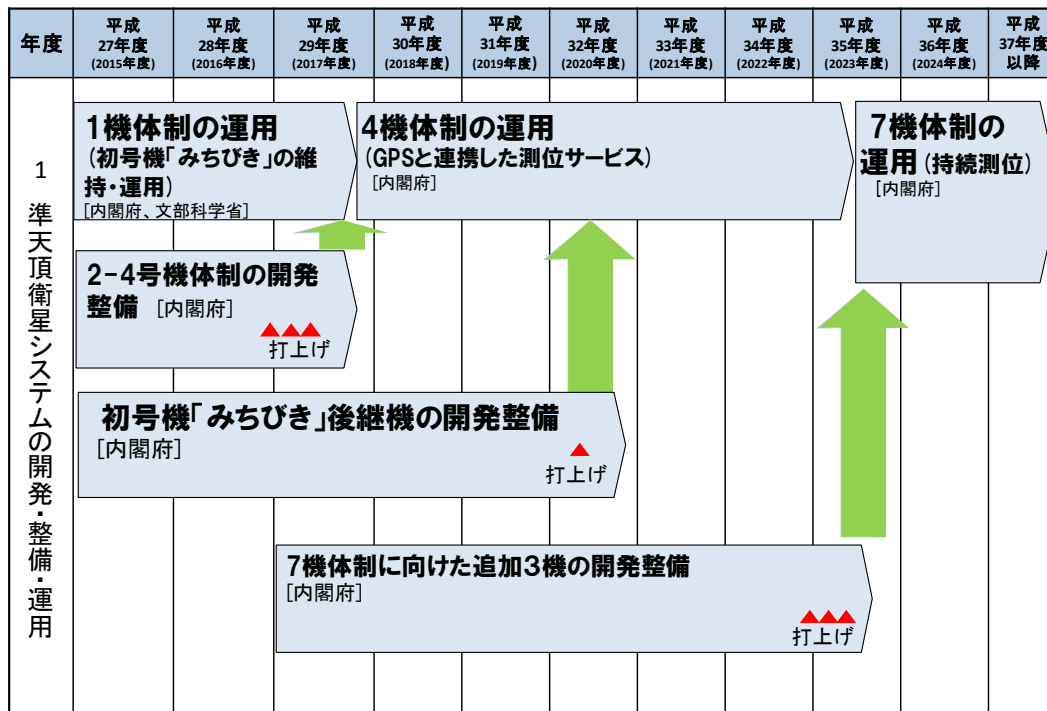 年度
平成
27年度
(2015年度)
平成
28年度
(2016年度)
平成
29年度
(2017年度)
平成
30年度
(2018年度)
平成
31年度
(2019年度)
平成
32年度
(2020年度)
平成
33年度
(2021年度)
平成
34年度
(2022年度)
平成
35年度
(2023年度)
平成
36年度
(2024年度)
平成
37年度
以降
1 準天頂衛星システムの開発・整備・運用
1機体制の運用
(初号機「みちびき」の維
持・運用)
[内閣府、文部科学省]
4機体制の運用
(GPSと連携した測位サービス)
[内閣府]
7機体制の
運用(持続測位)
[内閣府]
2-4号機体制の開発
整備 [内閣府]
打上げ
初号機「みちびき」後継機の開発整備
[内閣府]
打上げ
7機体制に向けた追加3機の開発整備
[内閣府]
打上げ